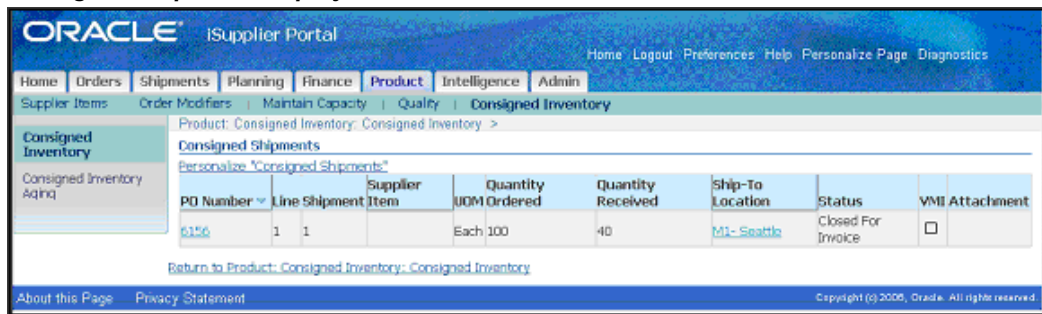 ORACLE iSupplier Portal
Home Logout Preferences Help Personalize Page Diagnostics
Home Orders Shipments Planning Finance Product Intelligence Admin
Supplier Items Order Modifiers | Maintain Capacity | Quality | Consigned Inventory
Product: Consigned Inventory: Consigned Inventory >
Consigned Inventory
Consigned Inventory Aging
Consigned Shipments
Personalize "Consigned Shipments"
PO Number Line Shipment Supplier Item UOM Quantity Ordered Quantity Received Ship-To Location Status VMI Attachment
6156 1 1 Each 100 40 M1- Seattle Closed For Invoice
Return to Product: Consigned Inventory: Consigned Inventory
About this Page Privacy Statement Copyright (c) 2006, Oracle. All rights reserved.